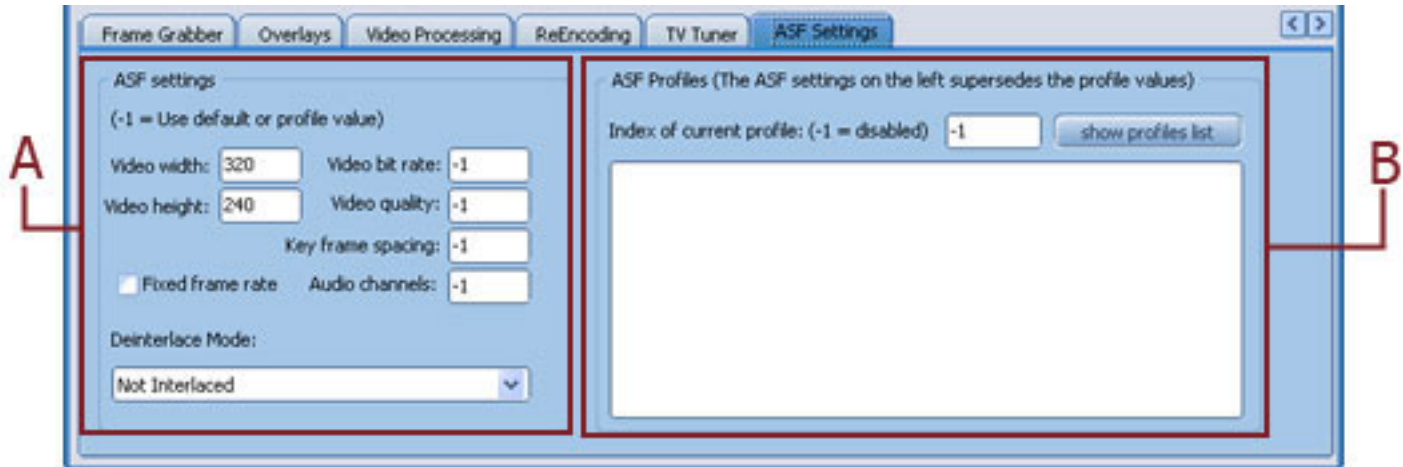 Frame Grabber Overlays Video Processing ReEncoding TV Tuner ASF Settings
A
ASF settings
(-1 = Use default or profile value)
Video width: 320 Video bit rate: -1
Video height: 240 Video quality: -1
Key frame spacing: -1
Fixed frame rate Audio channels: -1
Deinterlace Mode:
Not Interlaced
B
ASF Profiles (The ASF settings on the left supersedes the profile values)
Index of current profile: (-1 = disabled) -1 show profiles list